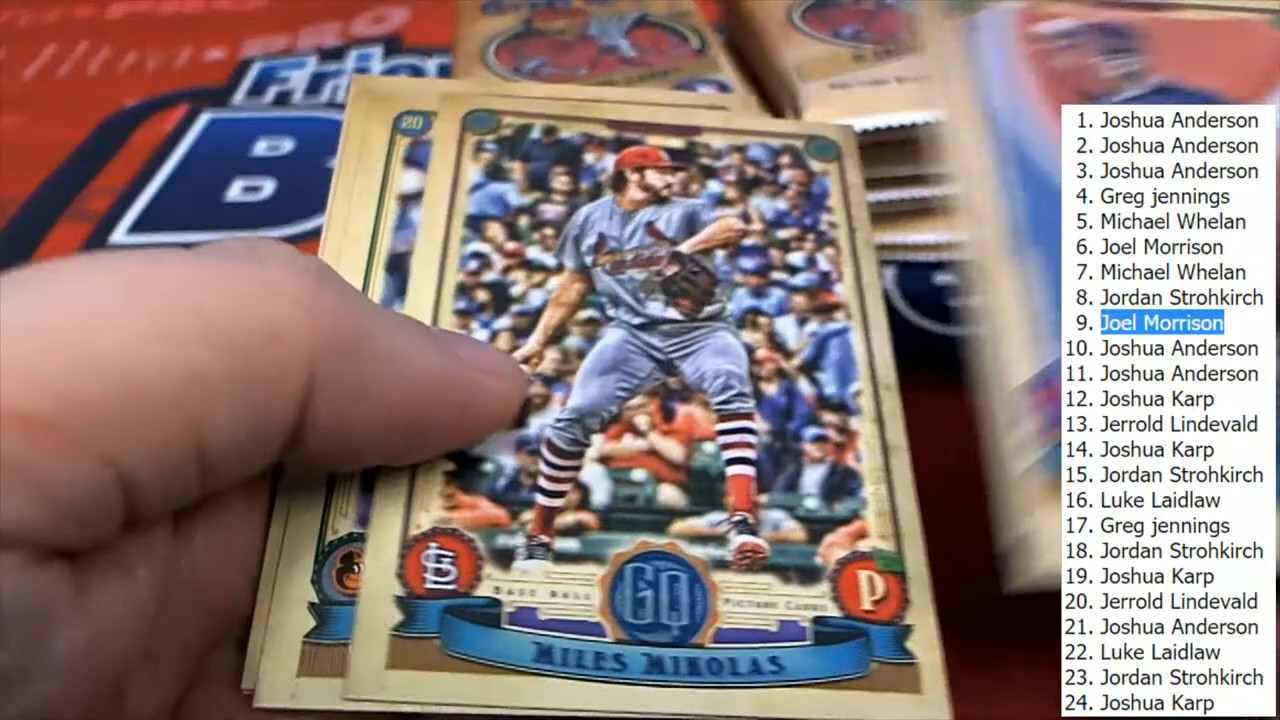 PRO
Frie
B
D
20
GQ
BASE BALL
PICTURE CARDS
P
MILES MIKOLAS
1. Joshua Anderson
2. Joshua Anderson
3. Joshua Anderson
4. Greg jennings
5. Michael Whelan
6. Joel Morrison
7. Michael Whelan
8. Jordan Strohkirch
9. Joel Morrison
10. Joshua Anderson
11. Joshua Anderson
12. Joshua Karp
13. Jerrold Lindevald
14. Joshua Karp
15. Jordan Strohkirch
16. Luke Laidlaw
17. Greg jennings
18. Jordan Strohkirch
19. Joshua Karp
20. Jerrold Lindevald
21. Joshua Anderson
22. Luke Laidlaw
23. Jordan Strohkirch
24. Joshua Karp